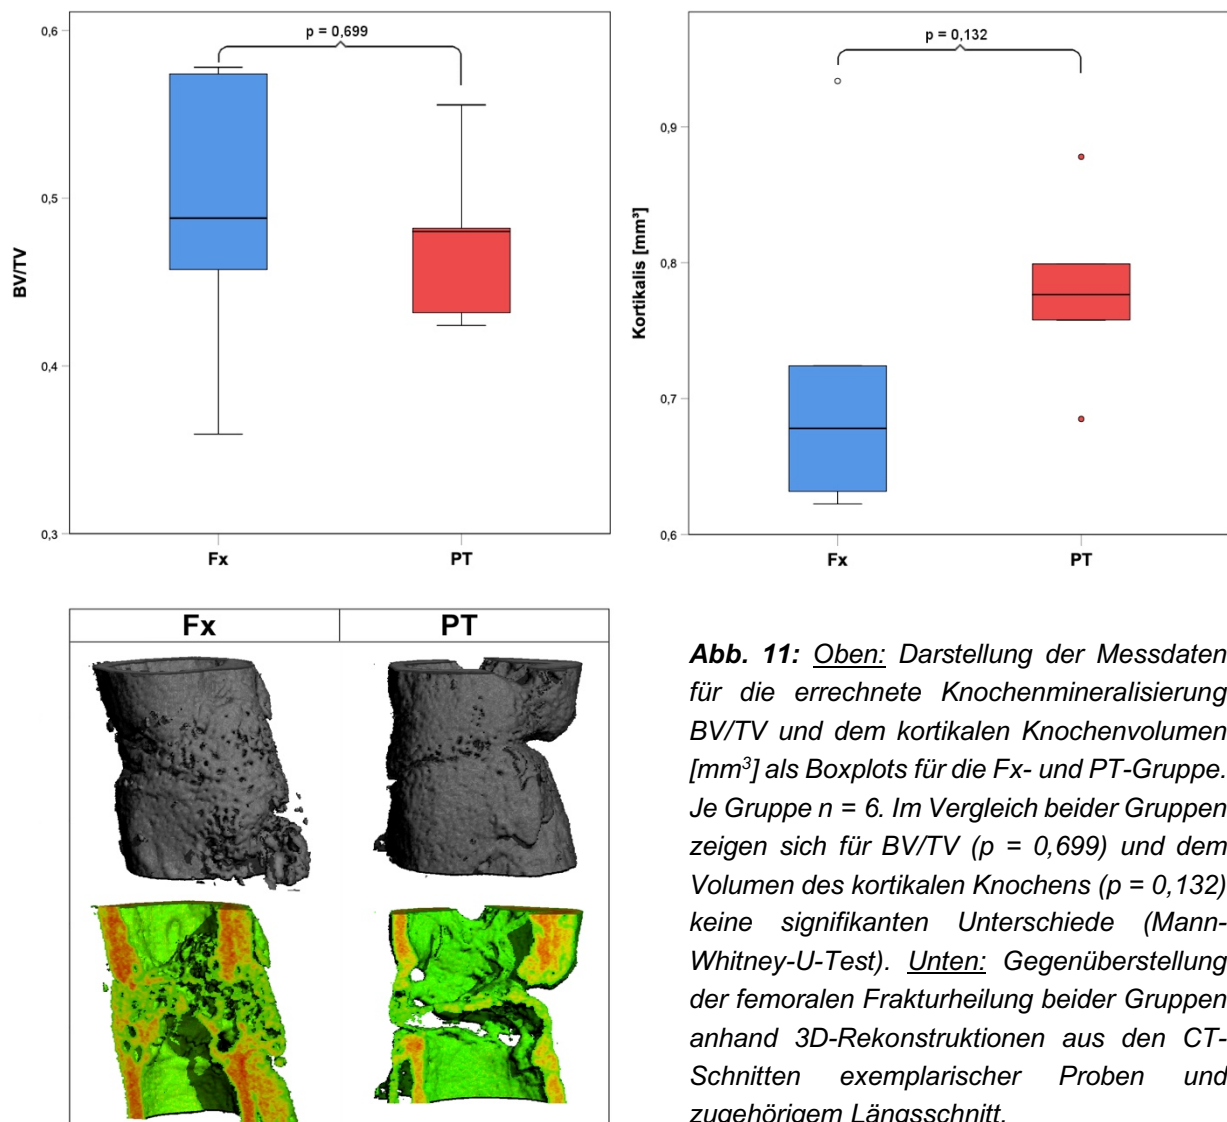 p = 0,699
0,6
0,5
0,4
0,3
BV/TV
Fx PT
p = 0,132
0,9
0,8
0,7
0,6
Kortikalis [mm³]
Fx PT
Fx PT
Abb. 11: Oben: Darstellung der Messdaten
für die errechnete Knochenmineralisierung
BV/TV und dem kortikalen Knochenvolumen
[mm³] als Boxplots für die Fx- und PT-Gruppe.
Je Gruppe n = 6. Im Vergleich beider Gruppen
zeigen sich für BV/TV (p = 0,699) und dem
Volumen des kortikalen Knochens (p = 0,132)
keine signifikanten Unterschiede (Mann-
Whitney-U-Test). Unten: Gegenüberstellung
der femoralen Frakturheilung beider Gruppen
anhand 3D-Rekonstruktionen aus den CT-
Schnitten exemplarischer Proben und
zugehörigem Längsschnitt.